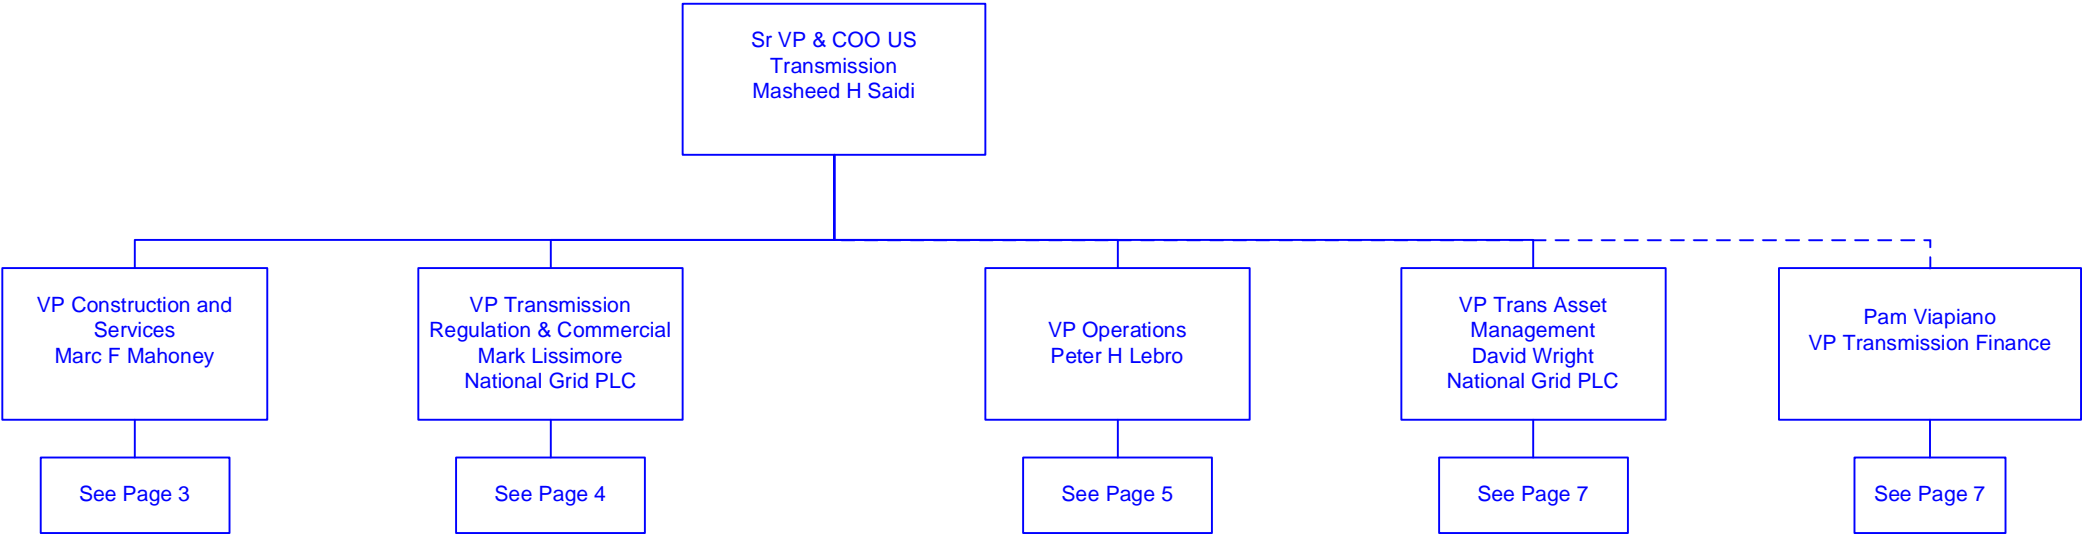 Sr VP & COO US
Transmission
Masheed H Saidi
VP Construction and
Services
Marc F Mahoney
VP Transmission
Regulation & Commercial
Mark Lissimore
National Grid PLC
VP Operations
Peter H Lebro
VP Trans Asset
Management
David Wright
National Grid PLC
Pam Viapiano
VP Transmission Finance
See Page 3
See Page 4
See Page 5
See Page 7
See Page 7